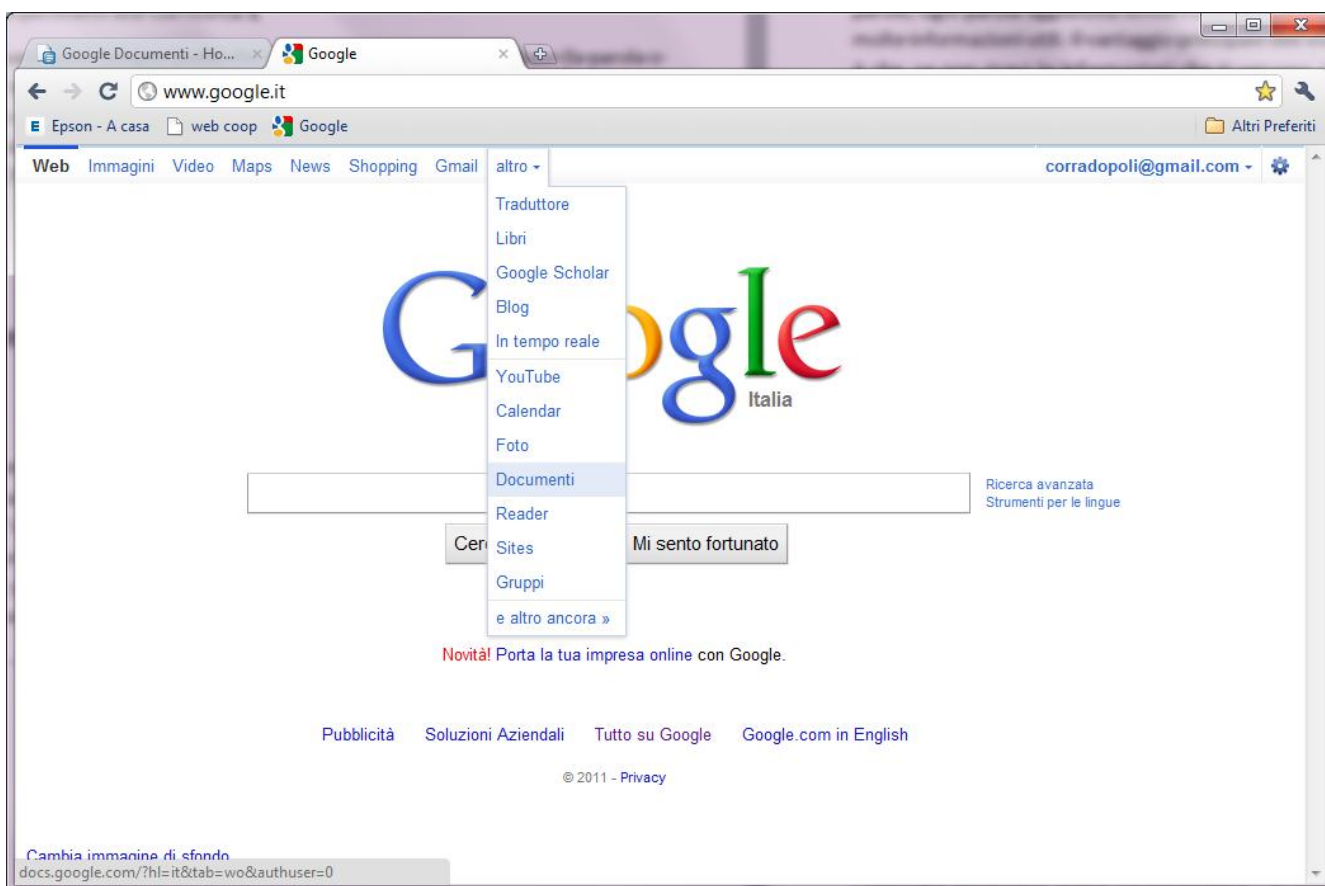 Google Documenti - Ho...
Google
www.google.it
Epson - A casa
web coop
Google
Altri Preferiti
Web Immagini Video Maps News Shopping Gmail altro
corradopoli@gmail.com
Traduttore
Libri
Google Scholar
Blog
In tempo reale
YouTube
Calendar
Foto
Documenti
Reader
Sites
Gruppi
e altro ancora »
Italia
Ricerca avanzata
Strumenti per le lingue
Mi sento fortunato
Novità! Porta la tua impresa online con Google.
Pubblicità Soluzioni Aziendali Tutto su Google Google.com in English
© 2011 - Privacy
Cambia immagine di sfondo
docs.google.com/?hl=it&tab=wo&authuser=0